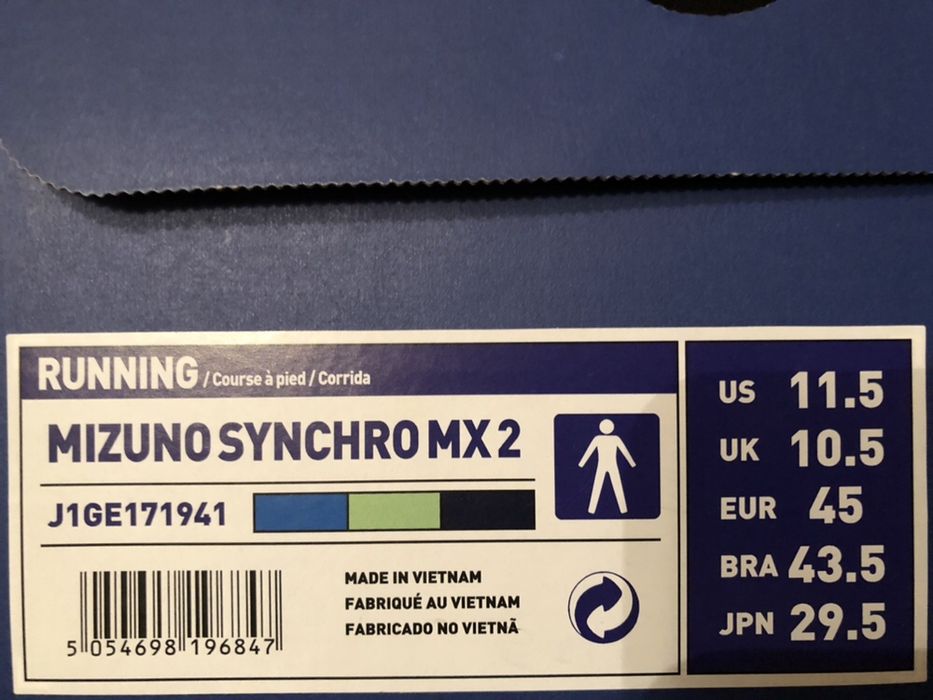 RUNNING / Course à pied / Corrida
MIZUNO SYNCHRO MX 2
J1GE171941
MADE IN VIETNAM
FABRIQUÉ AU VIETNAM
FABRICADO NO VIETNÃ
5 054698 196847
US 11.5
UK 10.5
EUR 45
BRA 43.5
JPN 29.5